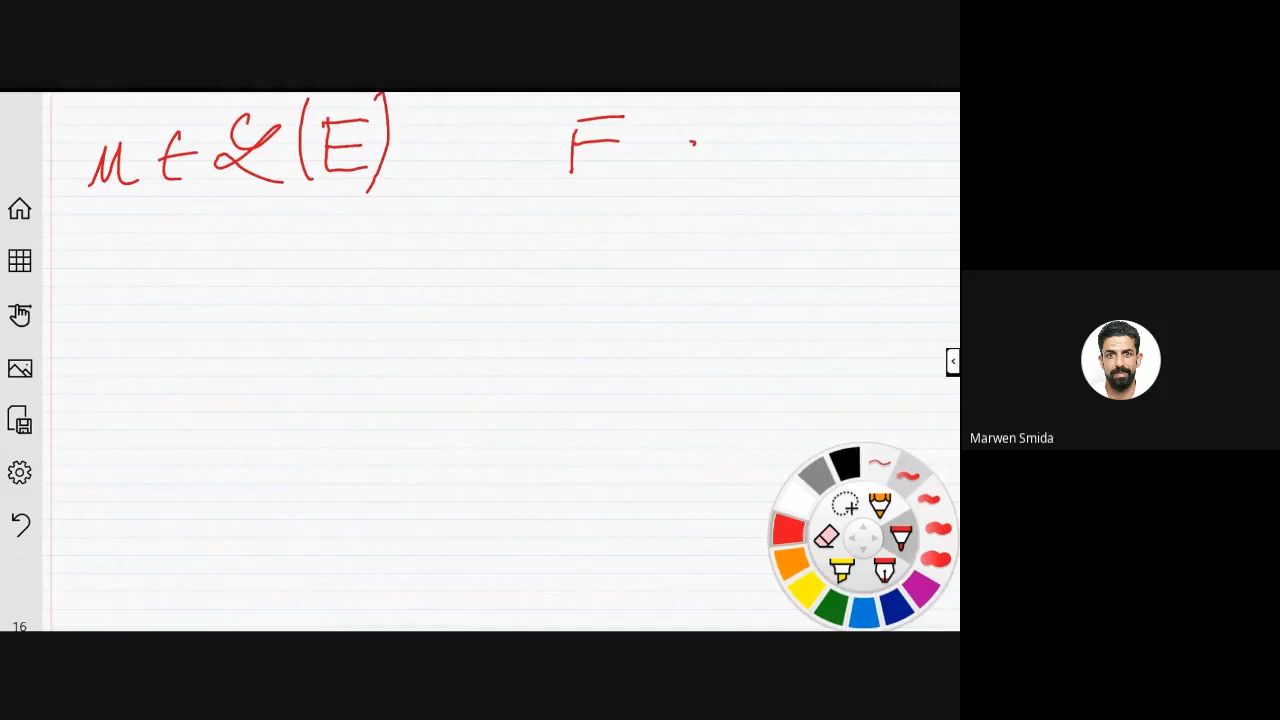 u ∈ ℒ(E) F .
Marwen Smida
16